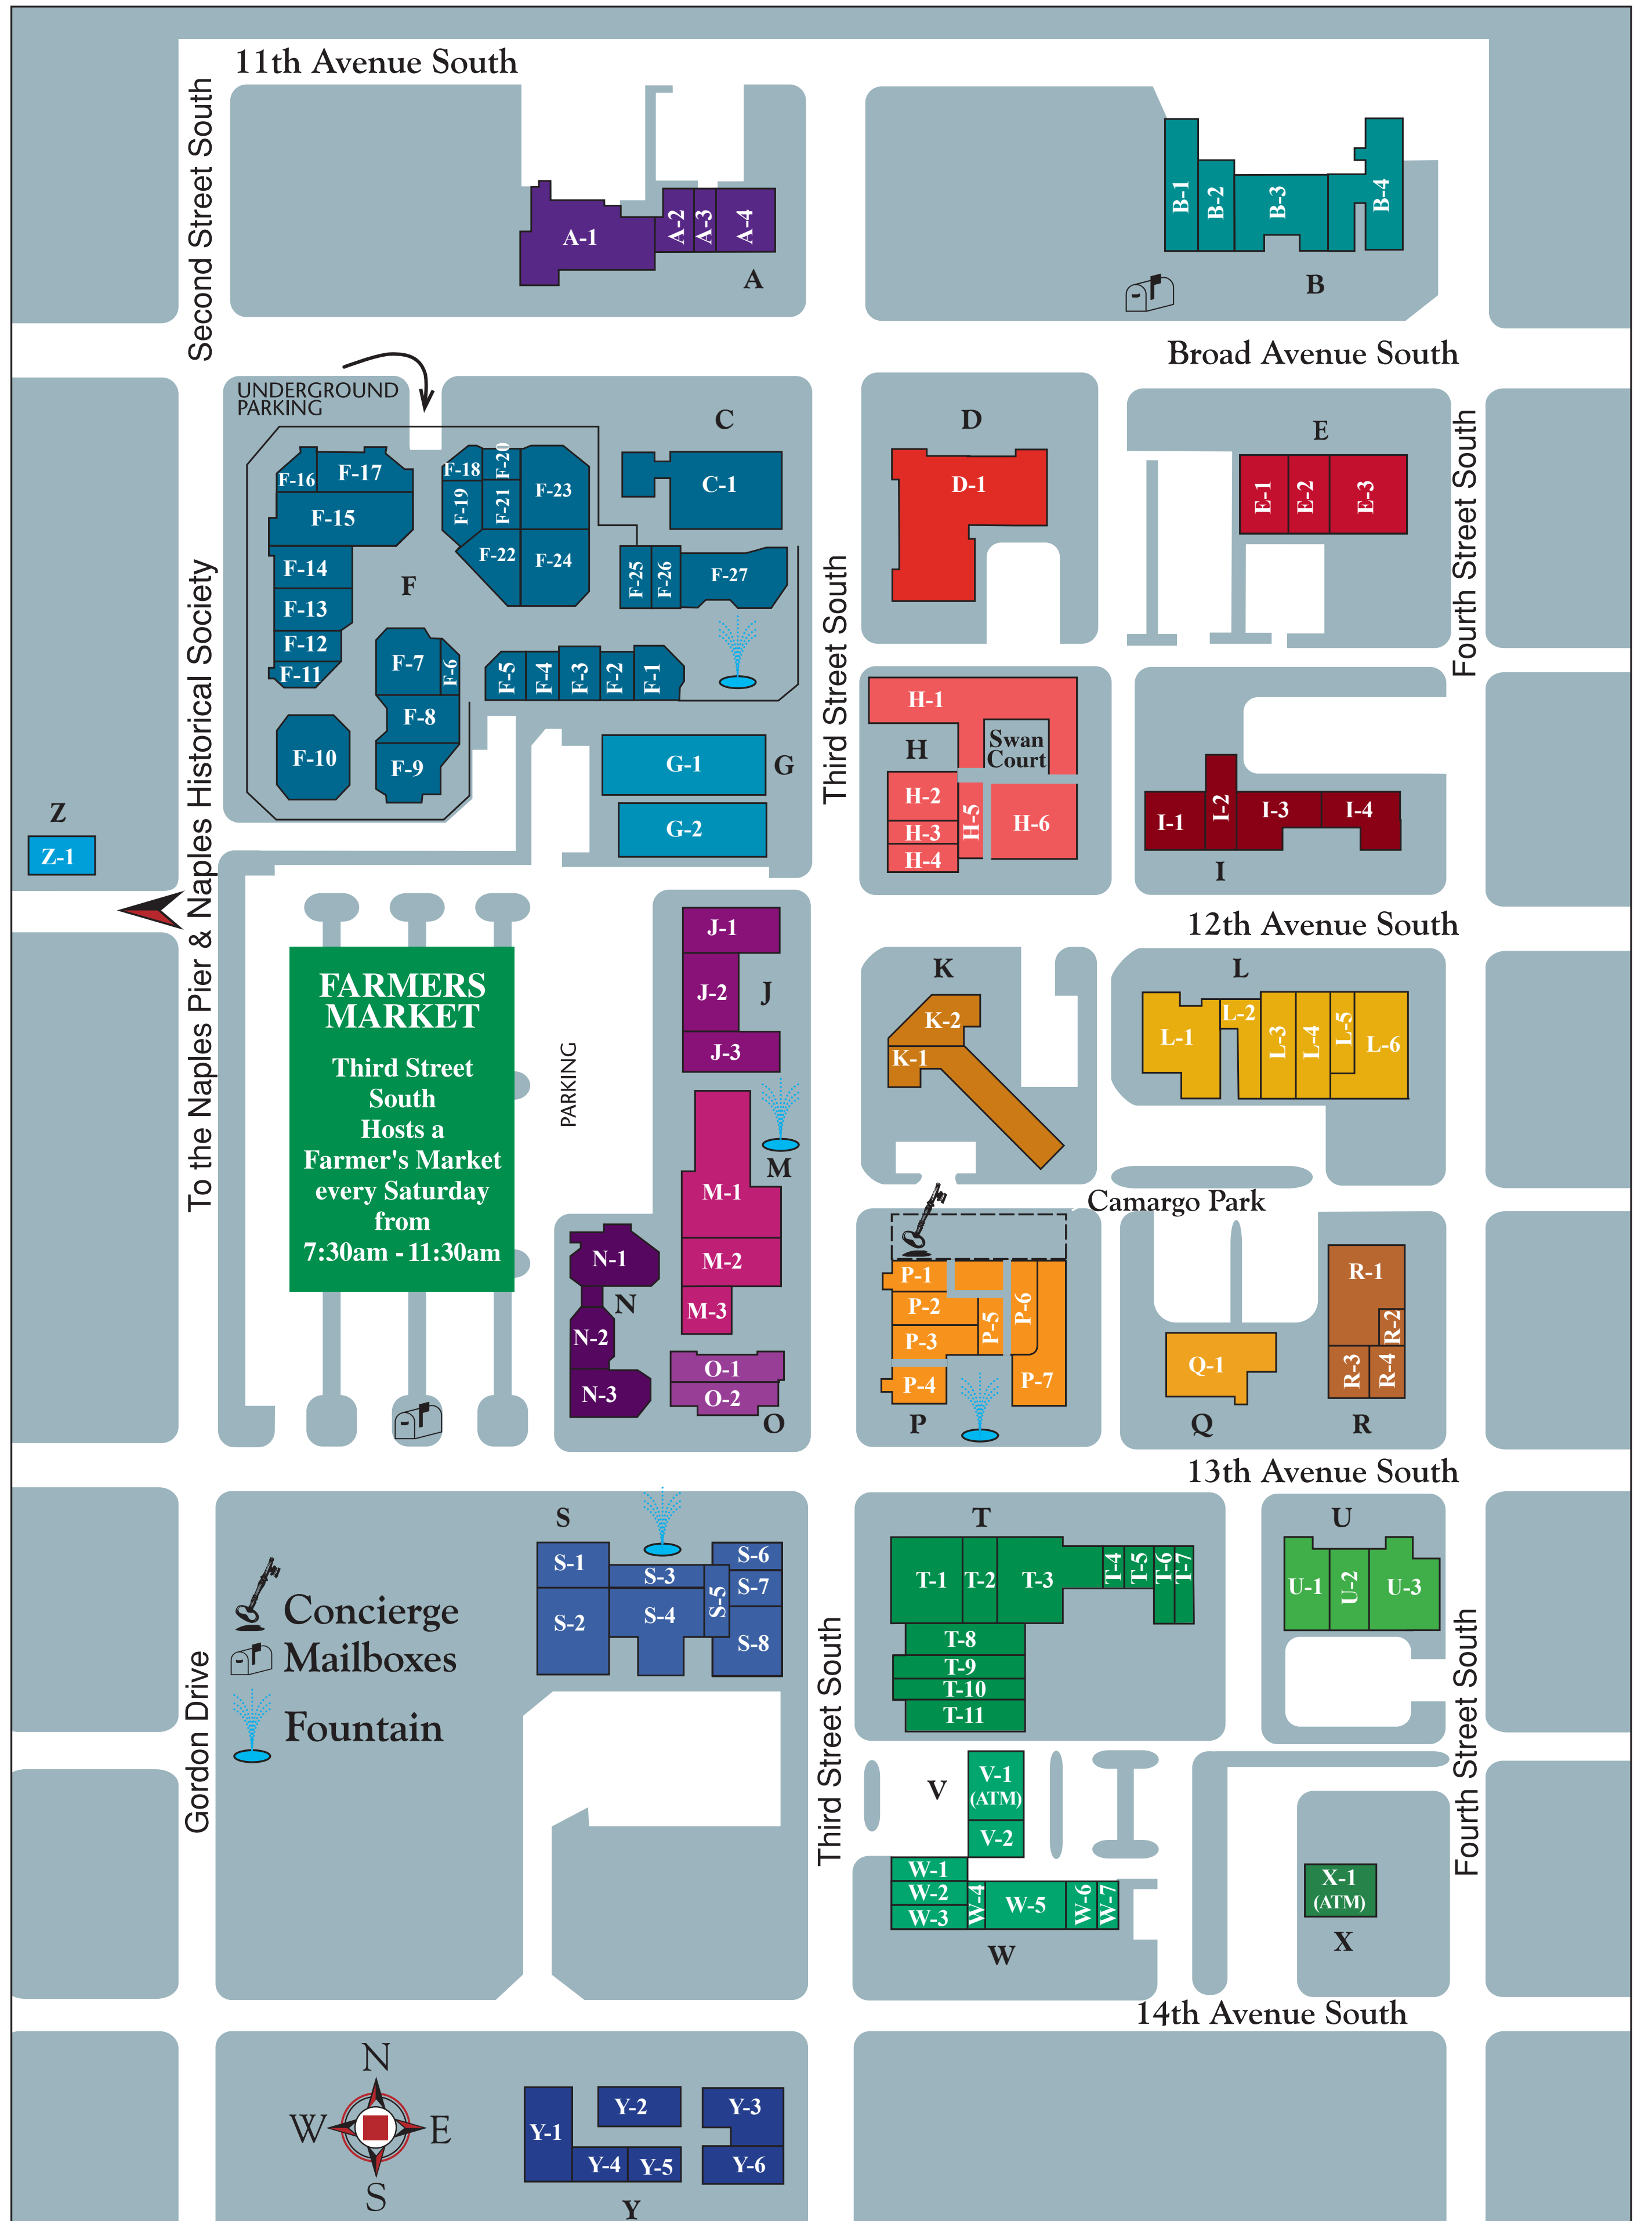 11th Avenue South
Second Street South
A-1
A-2
A-3
A-4
A
B-1
B-2
B-3
B-4
B
Broad Avenue South
UNDERGROUND
PARKING
C
C-1
D
D-1
E
E-1
E-2
E-3
Fourth Street South
F-16
F-17
F-15
F-14
F-13
F-12
F-11
F
F-18
F-20
F-19
F-21
F-23
F-22
F-24
F-25
F-26
F-27
F-7
F-6
F-8
F-9
F-10
F-5
F-4
F-3
F-2
F-1
Third Street South
G-1
G
G-2
H-1
H
Swan
Court
H-2
H-3
H-4
H-5
H-6
I-1
I-2
I-3
I-4
I
Z
Z-1
To the Naples Pier & Naples Historical Society
12th Avenue South
FARMERS
MARKET
Third Street
South
Hosts a
Farmer's Market
every Saturday
from
7:30am - 11:30am
PARKING
J-1
J-2
J
J-3
K
K-2
K-1
L
L-1
L-2
L-3
L-4
L-5
L-6
M
M-1
M-2
M-3
N-1
N
N-2
N-3
O-1
O-2
O
Camargo Park
P-1
P-2
P-3
P-4
P-5
P-6
P-7
P
Q-1
Q
R-1
R-2
R-3
R-4
R
13th Avenue South
S
S-1
S-2
S-3
S-4
S-5
S-6
S-7
S-8
T
T-1
T-2
T-3
T-4
T-5
T-6
T-7
T-8
T-9
T-10
T-11
U
U-1
U-2
U-3
Concierge
Mailboxes
Fountain
Gordon Drive
Third Street South
Fourth Street South
V
V-1
(ATM)
V-2
W-1
W-2
W-3
W-4
W-5
W-6
W-7
W
X-1
(ATM)
X
14th Avenue South
N
W
E
S
Y-1
Y-2
Y-3
Y-4
Y-5
Y-6
Y